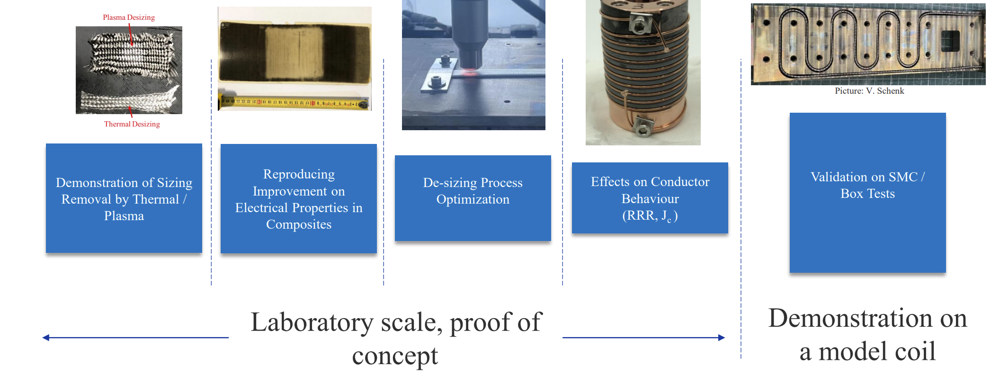 Plasma Desizing
Thermal Desizing
3
Picture: V. Schenk
Demonstration of Sizing
Removal by Thermal /
Plasma
Reproducing
Improvement on
Electrical Properties in
Composites
De-sizing Process
Optimization
Effects on Conductor
Behaviour
(RRR, Jc )
Validation on SMC /
Box Tests
Laboratory scale, proof of
concept
Demonstration on
a model coil